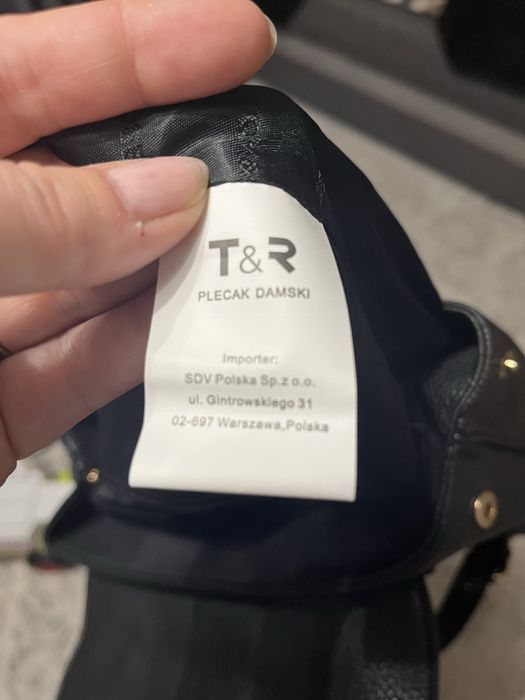 T&R
PLECAK DAMSKI
Importer:
SDV Polska Sp.z o.o.
ul. Gintrowskiego 31
02-697 Warszawa,Polska